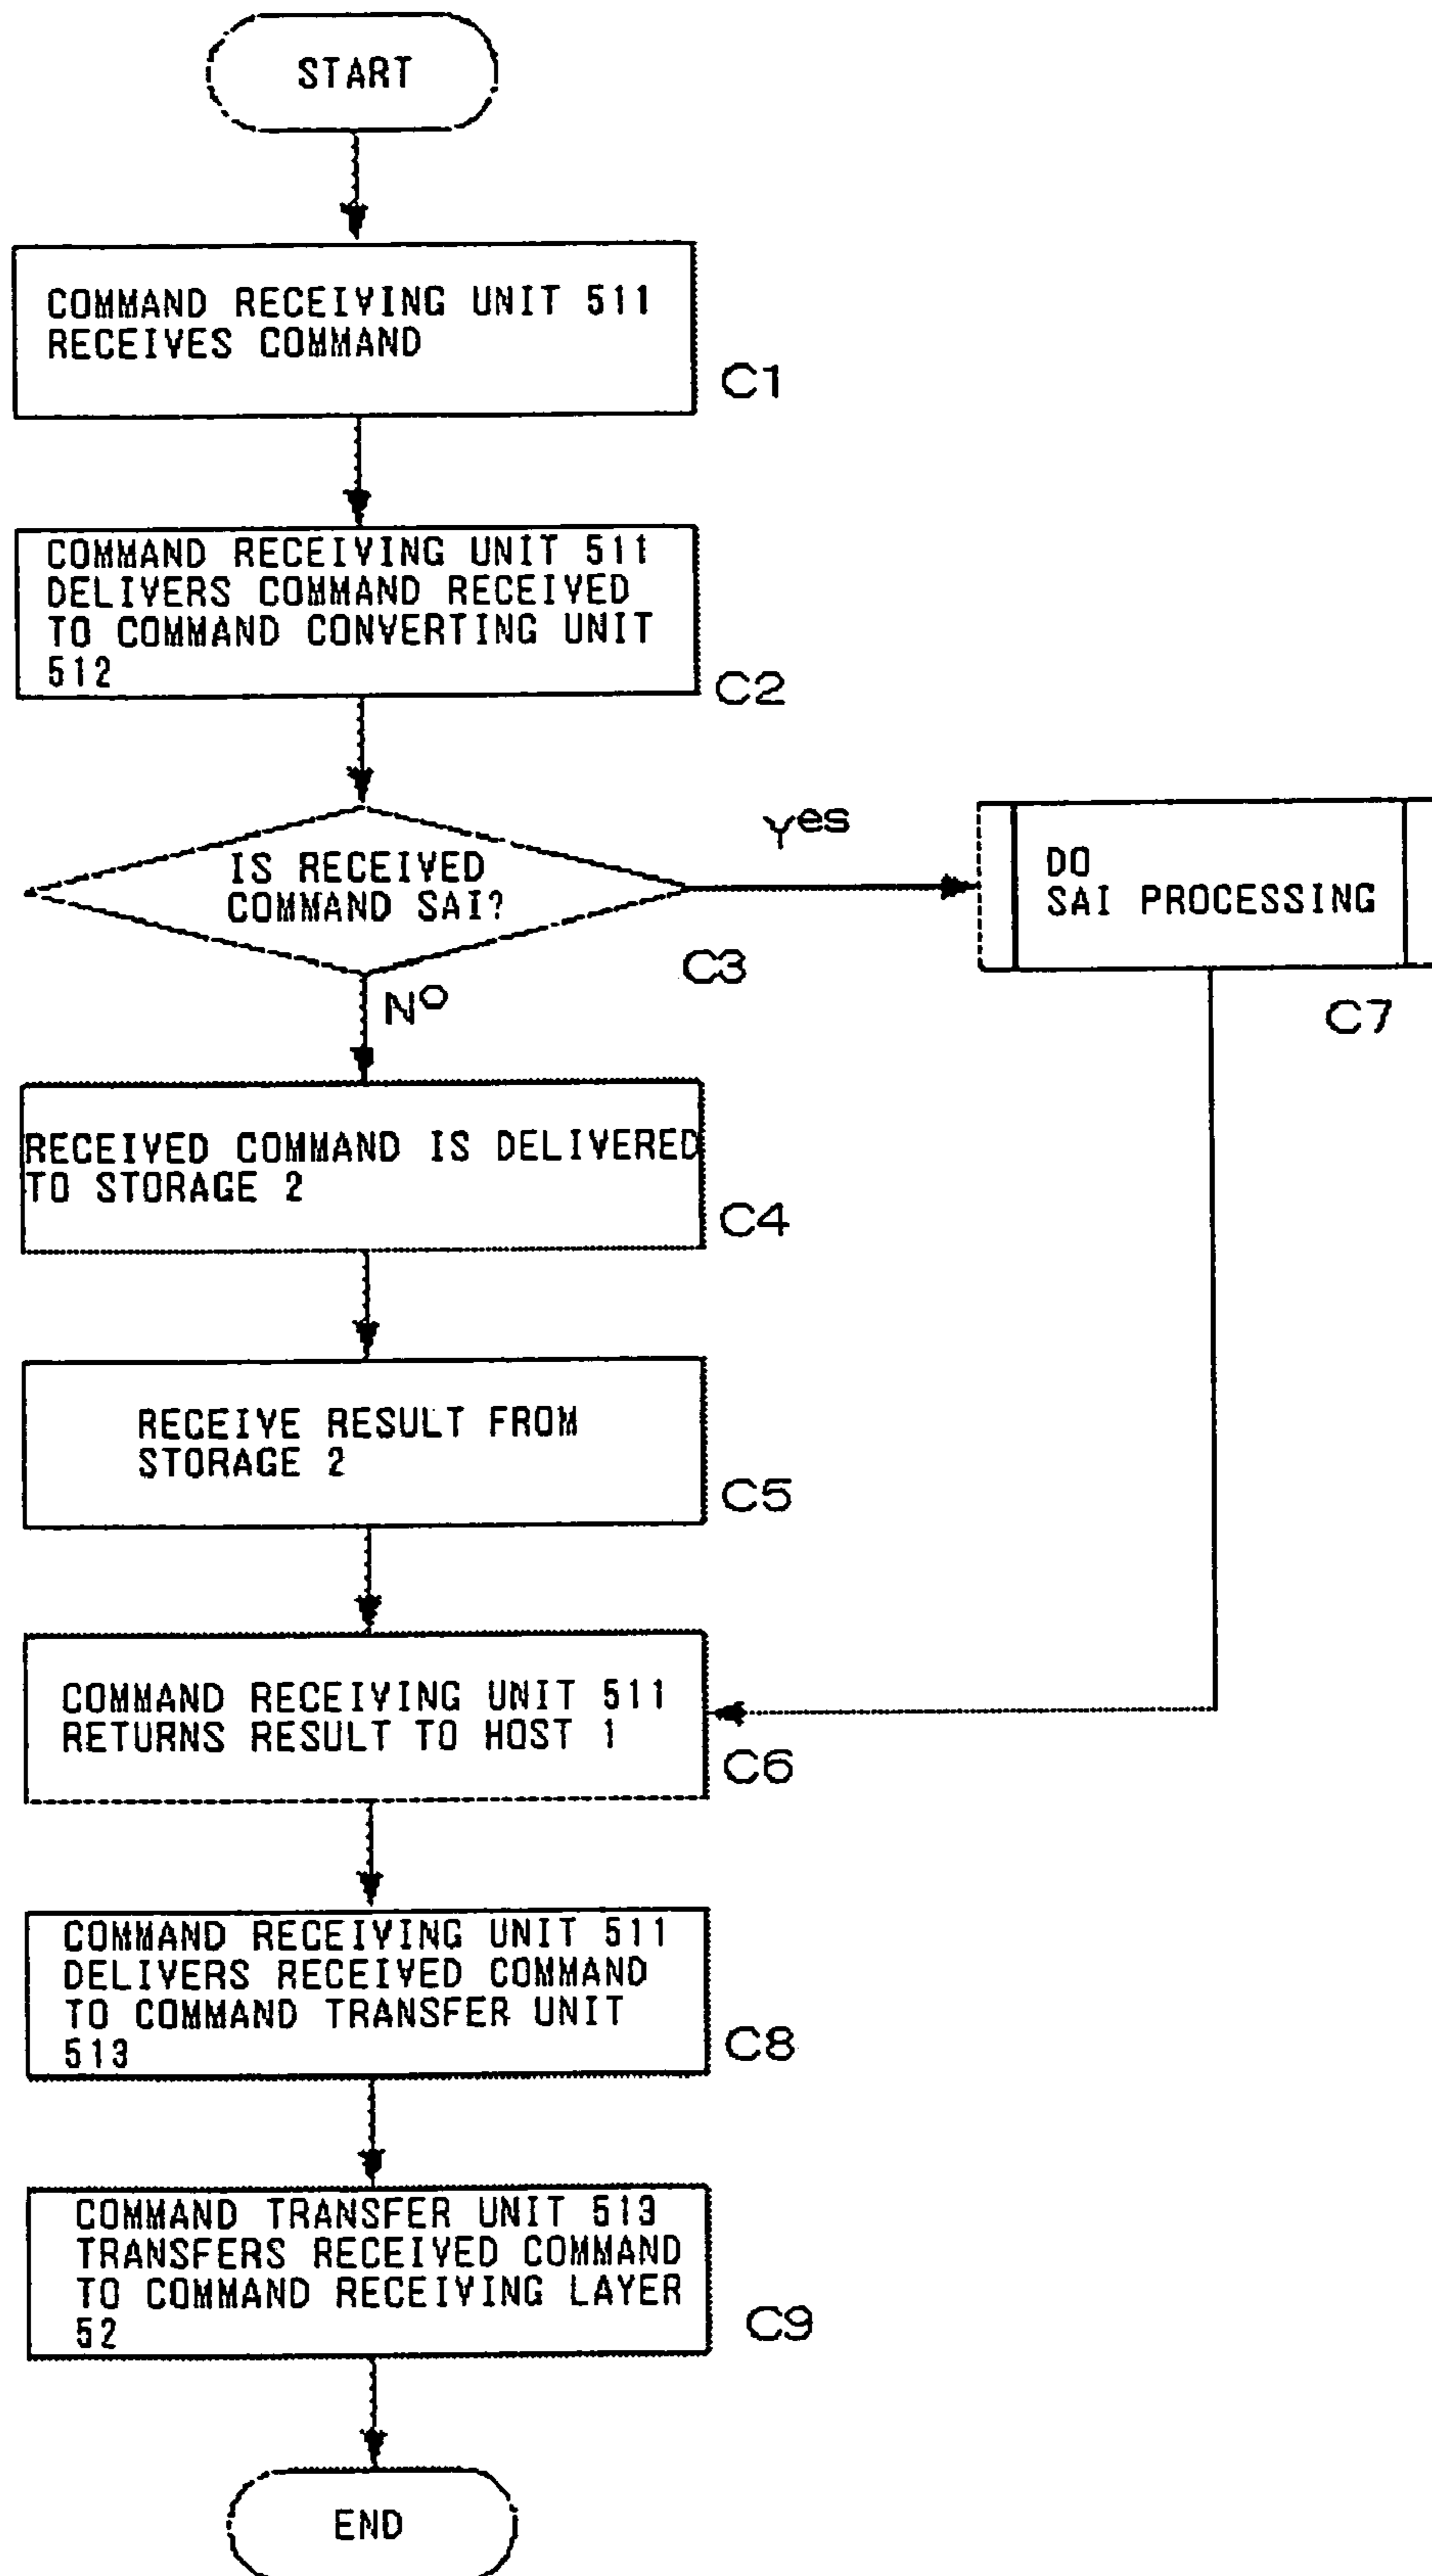 START
COMMAND RECEIVING UNIT 511
RECEIVES COMMAND
C1
COMMAND RECEIVING UNIT 511
DELIVERS COMMAND RECEIVED
TO COMMAND CONVERTING UNIT
512
C2
IS RECEIVED
COMMAND SAI?
C3
yes
DO
SAI PROCESSING
C7
No
RECEIVED COMMAND IS DELIVERED
TO STORAGE 2
C4
RECEIVE RESULT FROM
STORAGE 2
C5
COMMAND RECEIVING UNIT 511
RETURNS RESULT TO HOST 1
C6
COMMAND RECEIVING UNIT 511
DELIVERS RECEIVED COMMAND
TO COMMAND TRANSFER UNIT
513
C8
COMMAND TRANSFER UNIT 513
TRANSFERS RECEIVED COMMAND
TO COMMAND RECEIVING LAYER
52
C9
END